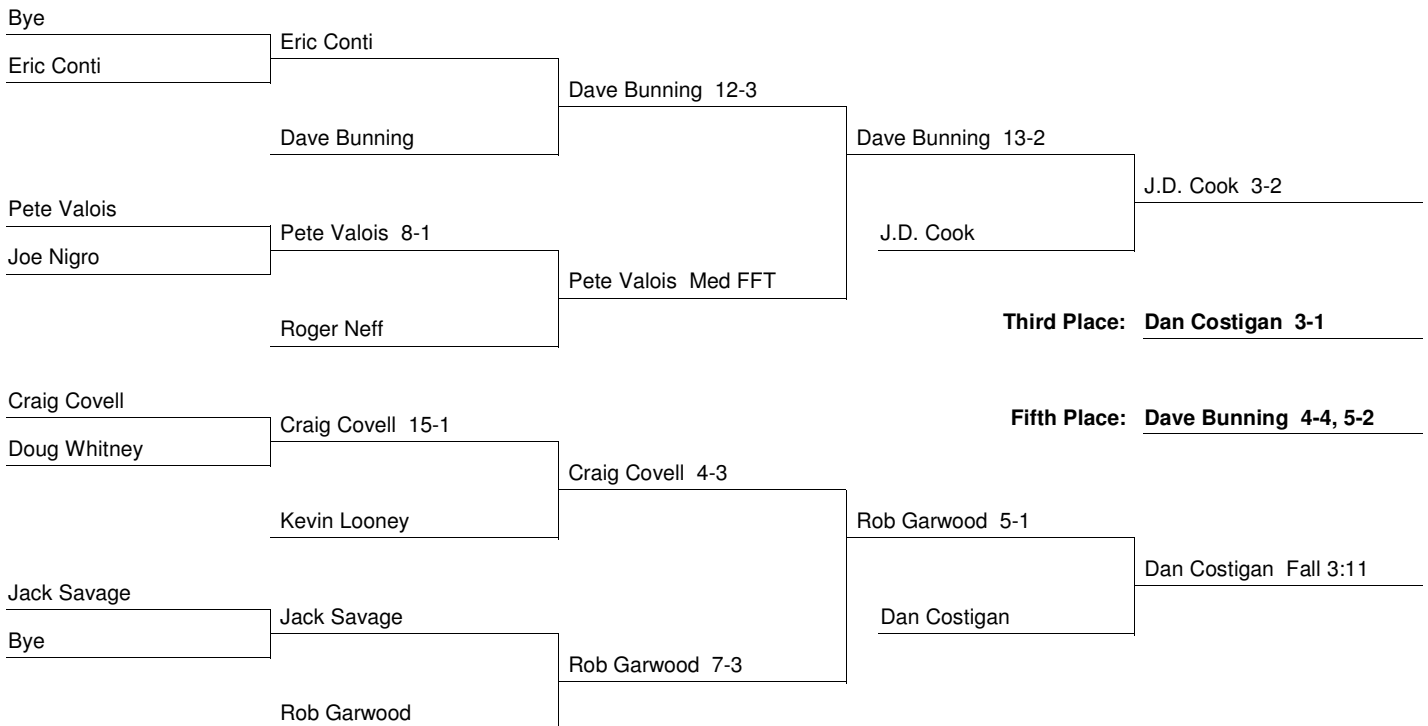 Bye
Eric Conti
Eric Conti
Dave Bunning 12-3
Dave Bunning
Dave Bunning 13-2
J.D. Cook 3-2
Pete Valois
Pete Valois 8-1
J.D. Cook
Joe Nigro
Pete Valois Med FFT
Roger Neff
Third Place: Dan Costigan 3-1
Craig Covell
Craig Covell 15-1
Fifth Place: Dave Bunning 4-4, 5-2
Doug Whitney
Craig Covell 4-3
Kevin Looney
Rob Garwood 5-1
Dan Costigan Fall 3:11
Jack Savage
Jack Savage
Dan Costigan
Bye
Rob Garwood 7-3
Rob Garwood